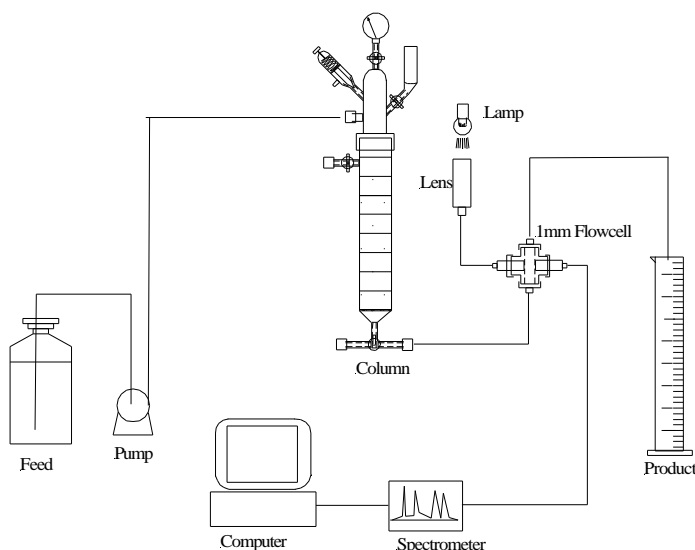 Lamp
Lens
1mm Flowcell
Column
Feed
Pump
Product
Computer
Spectrometer